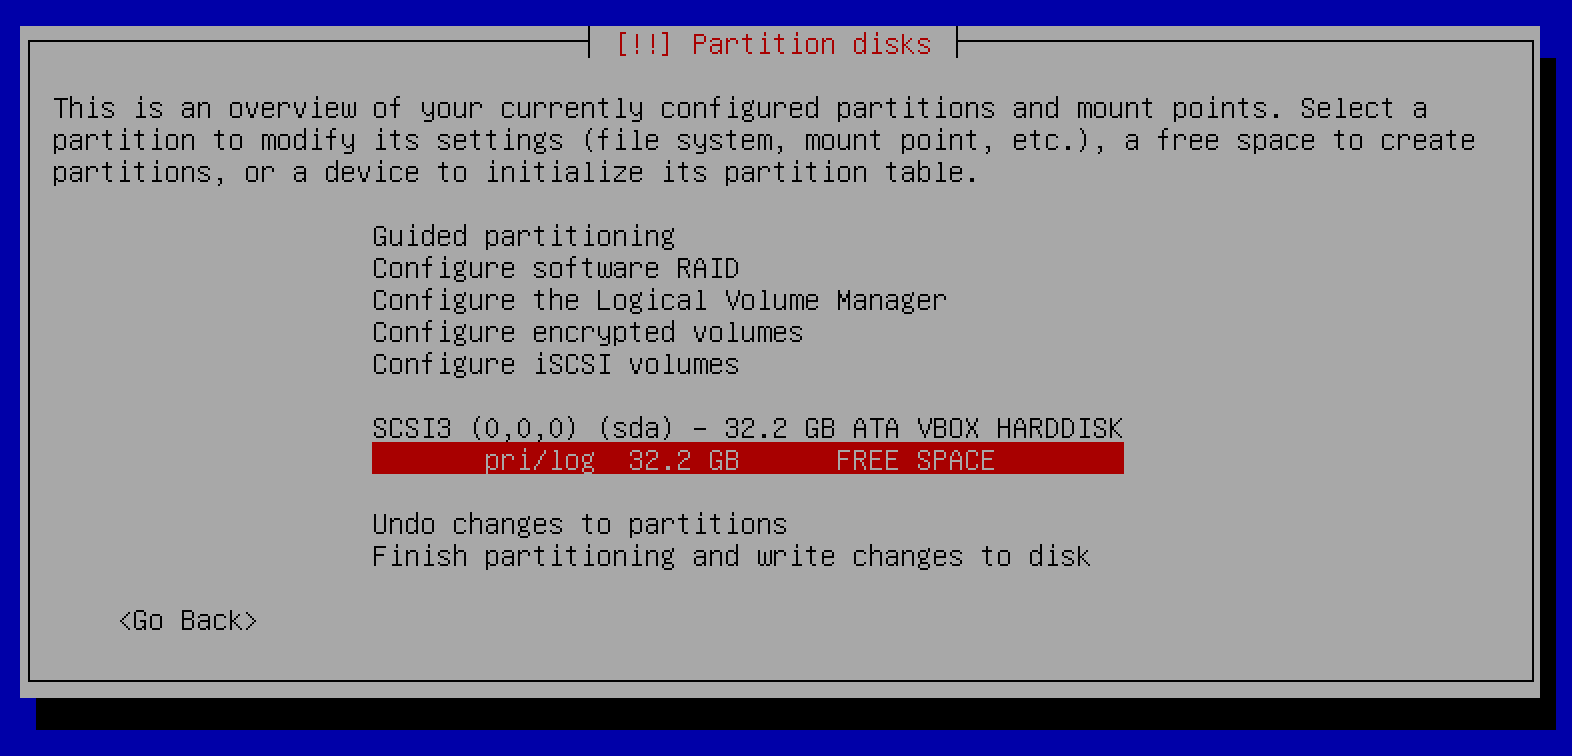 [!!] Partition disks
This is an overview of your currently configured partitions and mount points. Select a
partition to modify its settings (file system, mount point, etc.), a free space to create
partitions, or a device to initialize its partition table.
Guided partitioning
Configure software RAID
Configure the Logical Volume Manager
Configure encrypted volumes
Configure iSCSI volumes
SCSI3 (0,0,0) (sda) - 32.2 GB ATA VBOX HARDDISK
pri/log 32.2 GB FREE SPACE
Undo changes to partitions
Finish partitioning and write changes to disk
<Go Back>